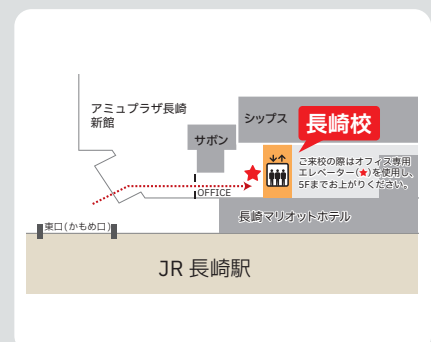 アミュプラザ長崎
新館
サボン
シップス
長崎校
ご来校の際はオフィス専用
エレベーター(★)を使用し、
5Fまでお上がりください。
OFFICE
長崎マリオットホテル
東口(かもめ口)
JR 長崎駅